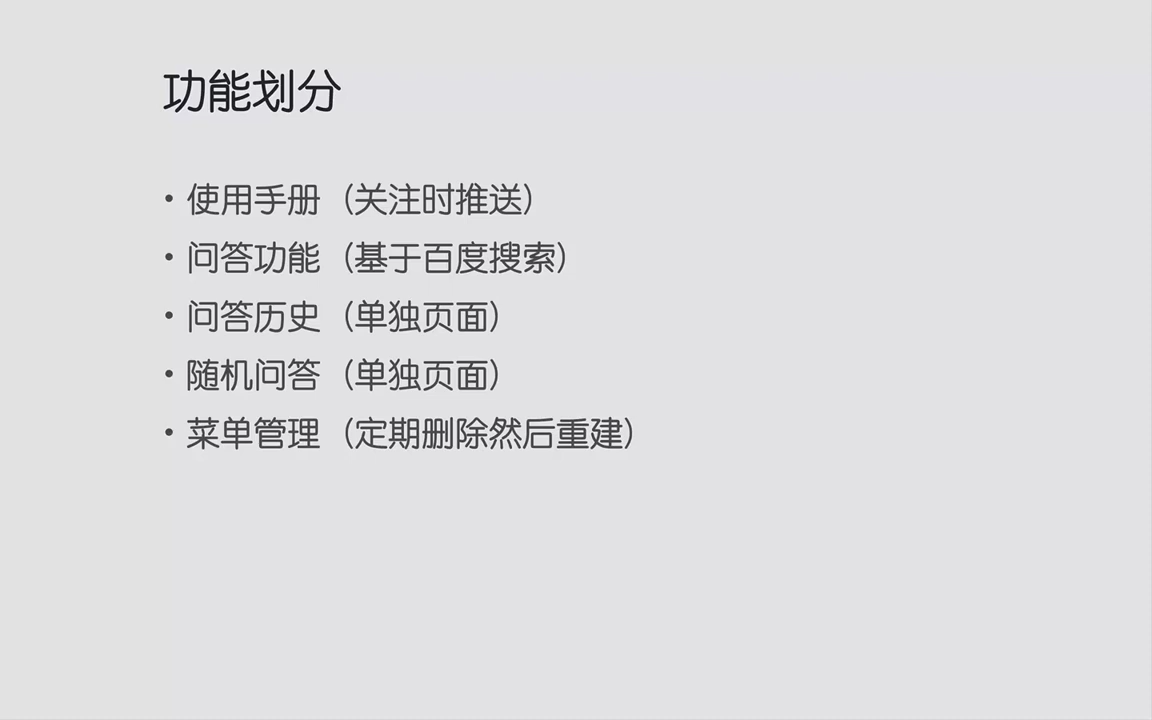 功能划分
• 使用手册（关注时推送）
• 问答功能（基于百度搜索）
• 问答历史（单独页面）
• 随机问答（单独页面）
• 菜单管理（定期删除然后重建）